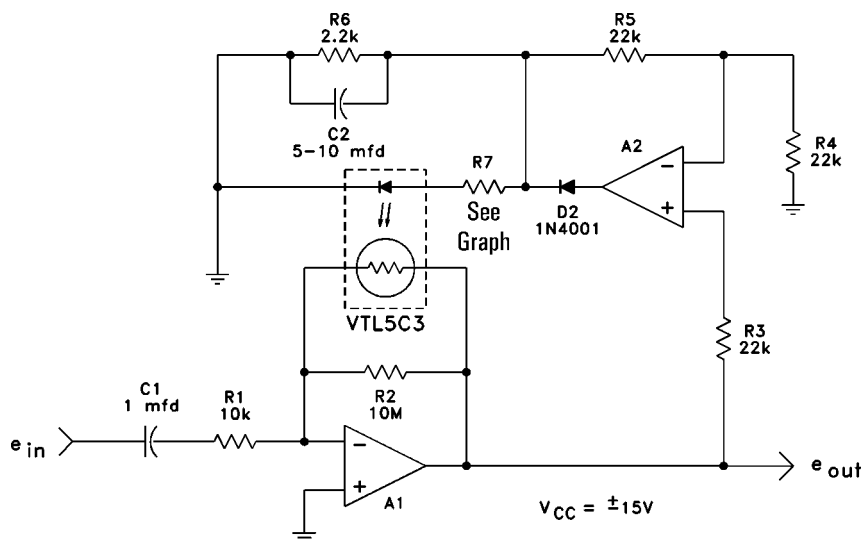 R6
2.2k
R5
22k
C2
5-10 mfd
A2
-
+
R4
22k
R7
See
Graph
D2
1N4001
VTL5C3
R3
22k
C1
1 mfd
R1
10k
R2
10M
e in
-
+
A1
e out
VCC = ±15V